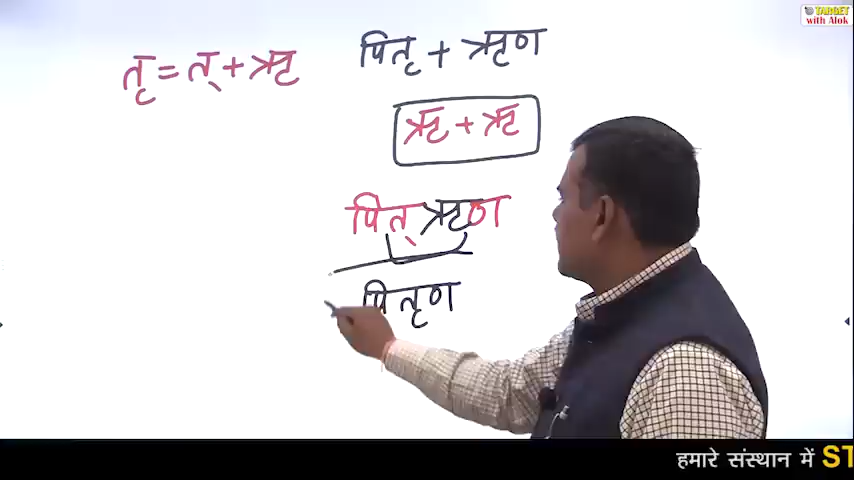 तृ = त् + ऋ
पितृ + ऋण
ऋ + ऋ
पित् ऋण
पितृण
TARGET
with Alok
हमारे संस्थान में ST